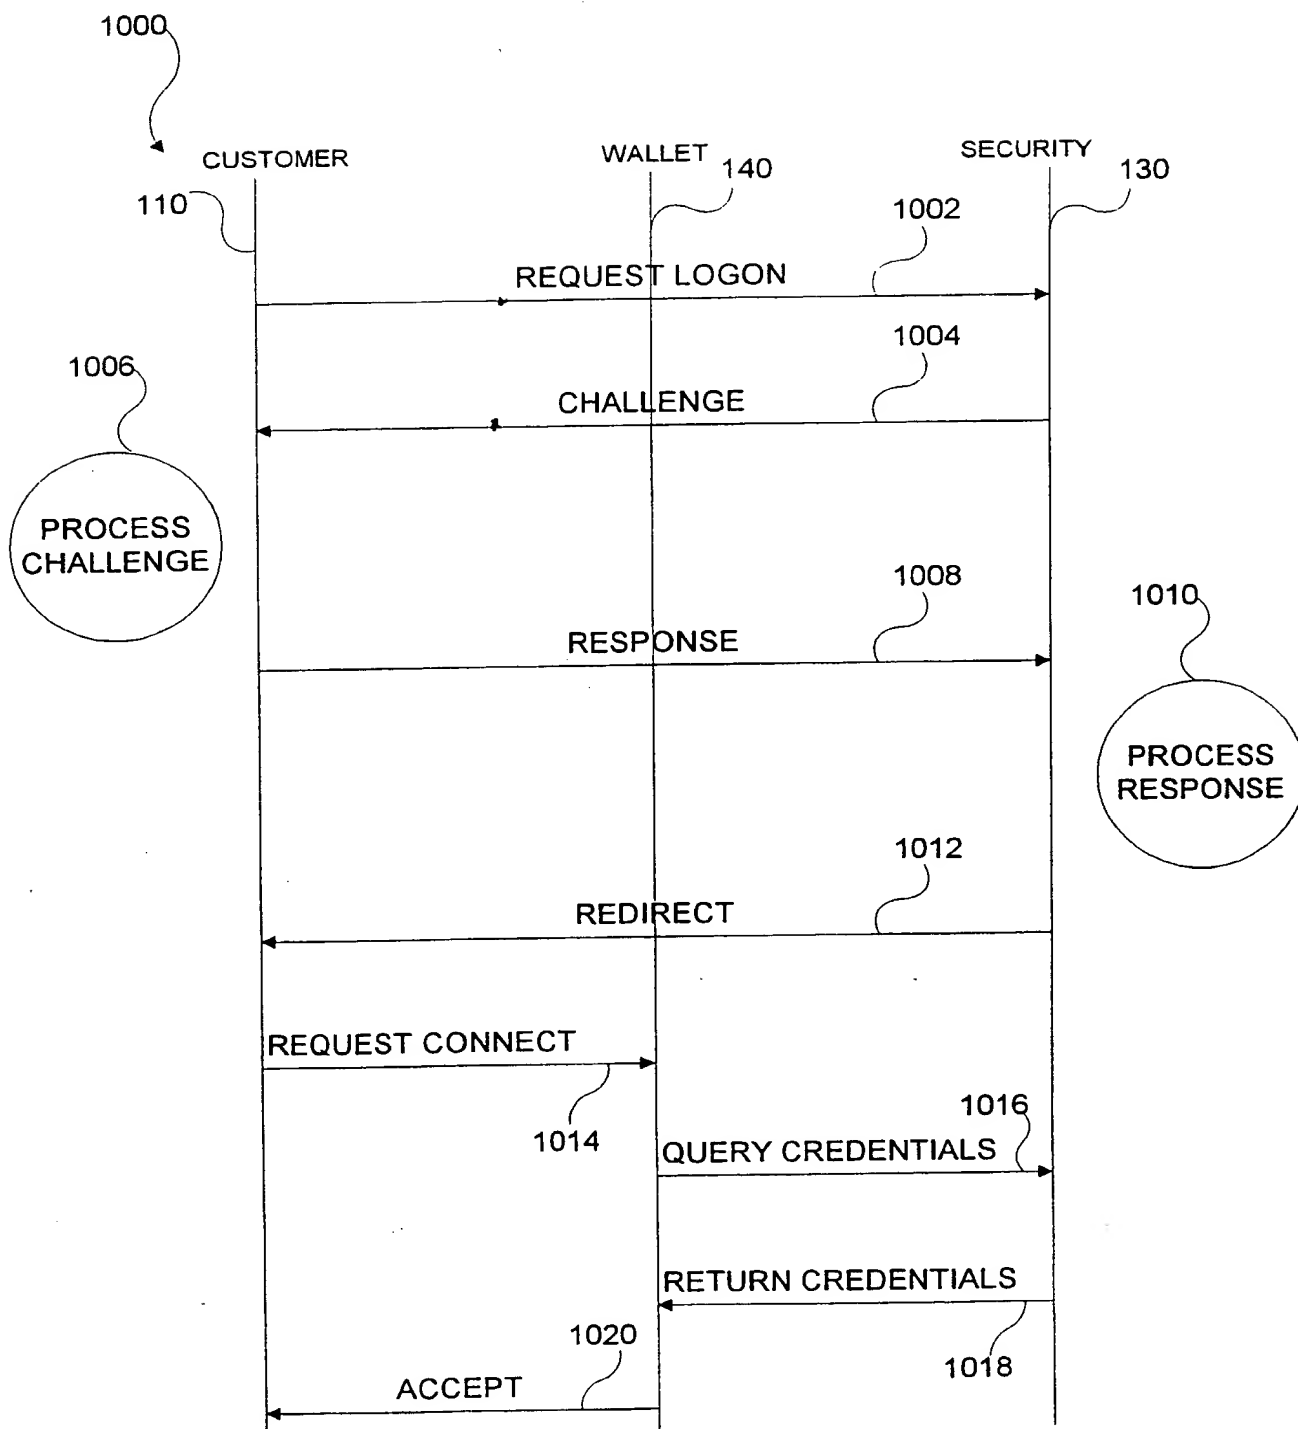 1000
CUSTOMER
WALLET
SECURITY
110
140
130
1002
REQUEST LOGON
1004
1006
CHALLENGE
PROCESS
CHALLENGE
1008
1010
RESPONSE
PROCESS
RESPONSE
1012
REDIRECT
REQUEST CONNECT
1014
1016
QUERY CREDENTIALS
RETURN CREDENTIALS
1020
1018
ACCEPT